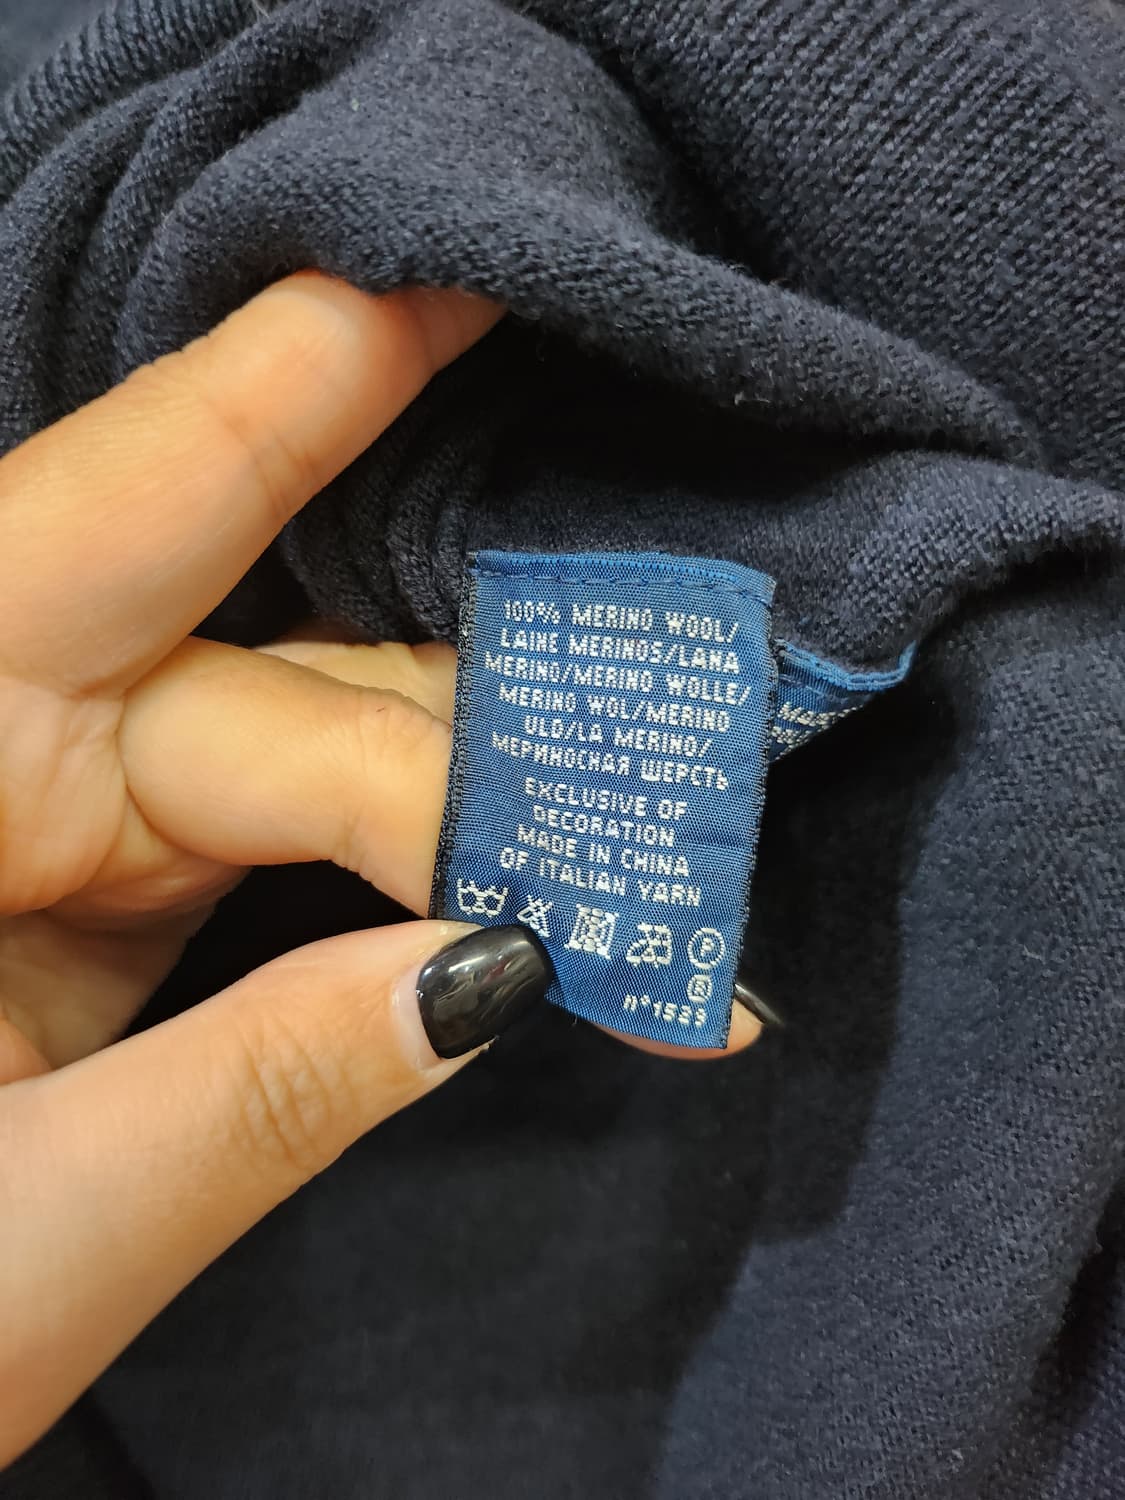 100% MERINO WOOL/
LAINE MERINOS/LANA
MERINO/MERINO WOLLE/
MERINO WOL/MERINO
ULD/LA MERINO/
МЕРИНОСНАЯ ШЕРСТЬ
EXCLUSIVE OF
DECORATION
MADE IN CHINA
OF ITALIAN YARN
P